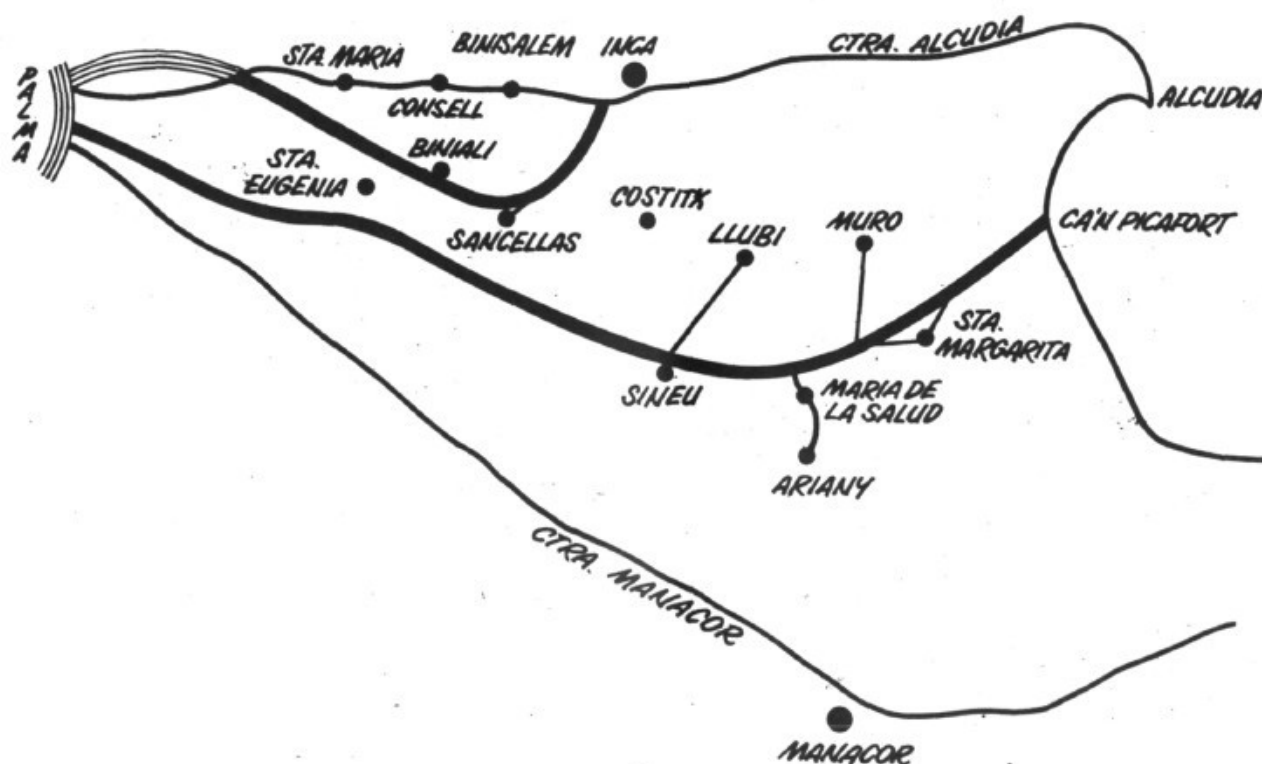 PALMA
STA. MARIA
BINISALEM
INCA
CTRA. ALCUDIA
CONSELL
ALCUDIA
BINIALI
STA.
EUGENIA
COSTITX
SANCELLAS
LLUBI
MURO
CA'N PICAFORT
STA.
MARGARITA
SINEU
MARIA DE
LA SALUD
ARIANY
CTRA. MANACOR
MANACOR